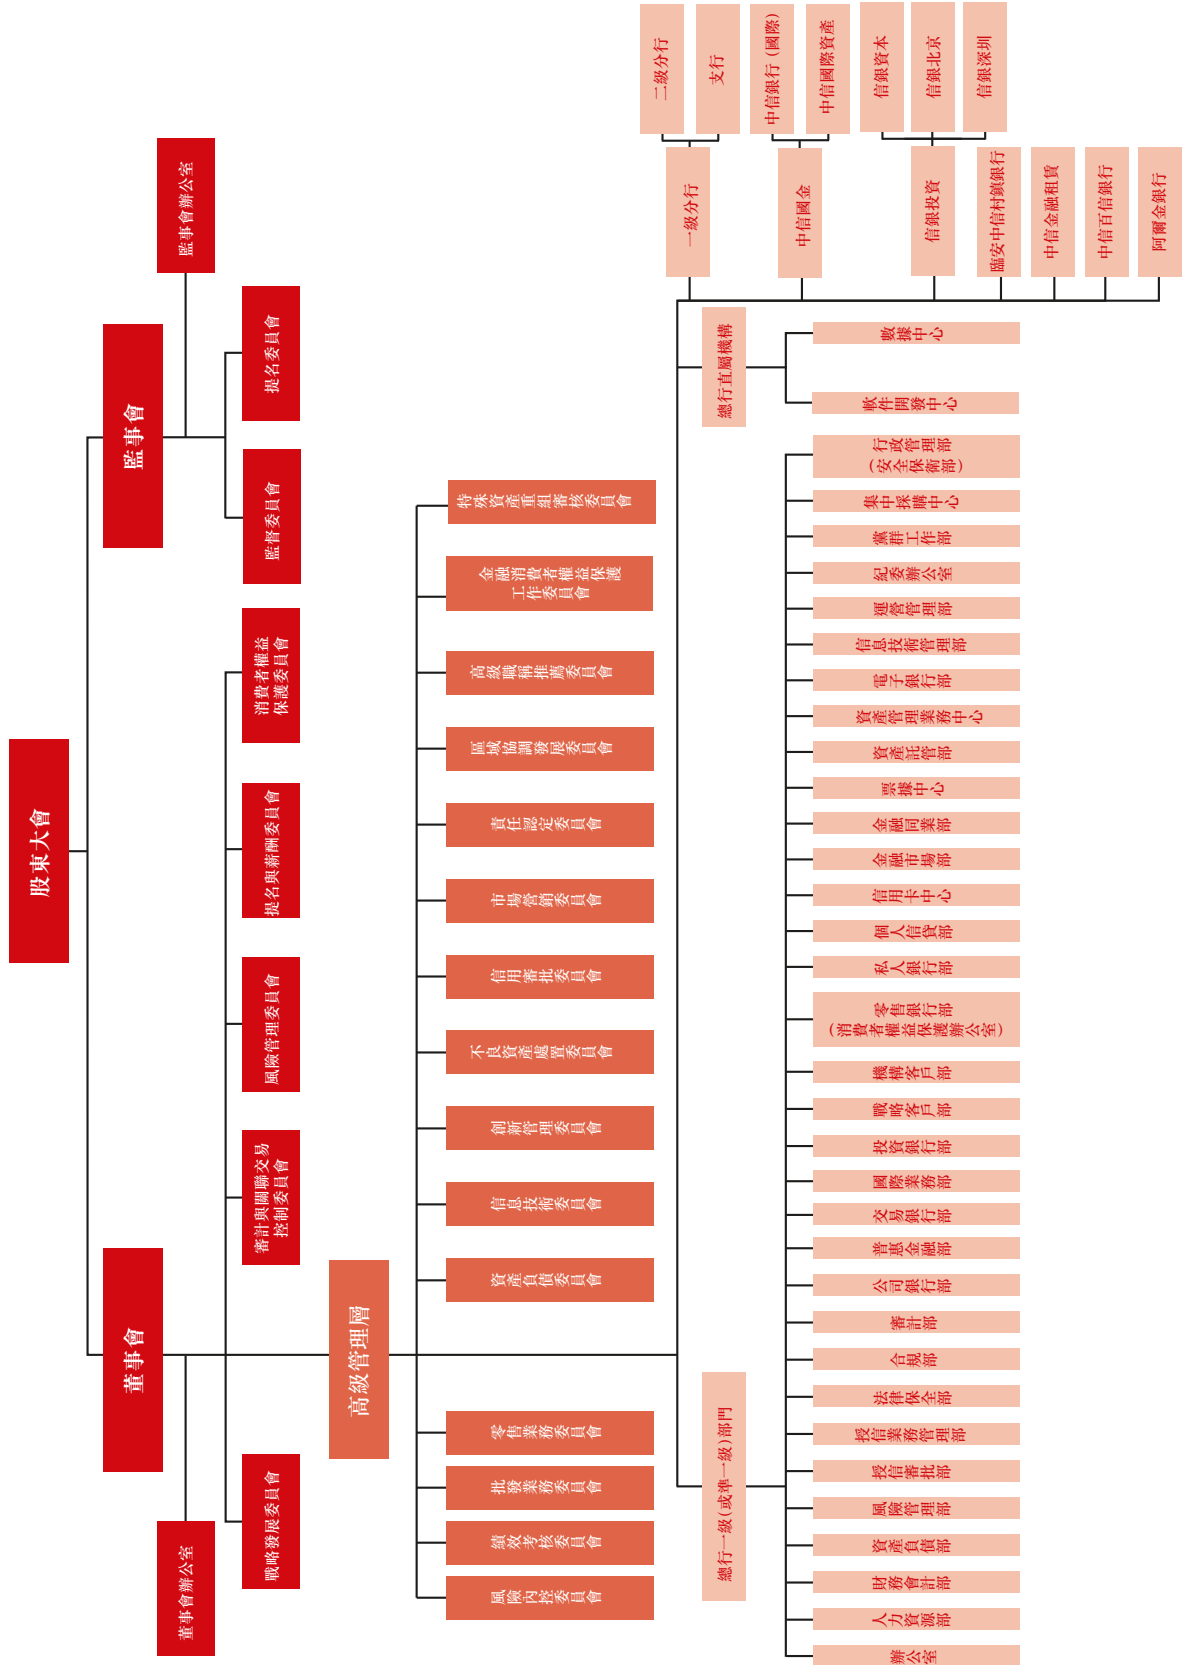 股東大會
董事會
監事會
董事會辦公室
監事會辦公室
戰略發展委員會
審計與關聯交易
控制委員會
風險管理委員會
提名與薪酬委員會
消費者權益
保護委員會
監督委員會
提名委員會
高級管理層
風險內控委員會
績效考核委員會
批發業務委員會
零售業務委員會
資產負債委員會
信息技術委員會
創新管理委員會
不良資產處置委員會
信用審批委員會
市場營銷委員會
責任認定委員會
區域協調發展委員會
高級職稱推薦委員會
金融消費者權益保護
工作委員會
特殊資產重組審核委員會
總行一級(或準一級)部門
總行直屬機構
辦公室
人力資源部
財務會計部
資產負債部
風險管理部
授信審批部
授信業務管理部
法律保全部
合規部
審計部
公司銀行部
普惠金融部
交易銀行部
國際業務部
投資銀行部
戰略客戶部
機構客戶部
零售銀行部
(消費者權益保護辦公室)
私人銀行部
個人信貸部
信用卡中心
金融市場部
金融同業部
票據中心
資產託管部
資產管理業務中心
電子銀行部
信息技術管理部
運營管理部
紀委辦公室
黨群工作部
集中採購中心
行政管理部
(安全保衛部)
軟件開發中心
數據中心
一級分行
中信國金
信銀投資
臨安中信村鎮銀行
中信金融租賃
中信百信銀行
阿爾金銀行
二級分行
支行
中信銀行(國際)
中信國際資產
信銀資本
信銀北京
信銀深圳